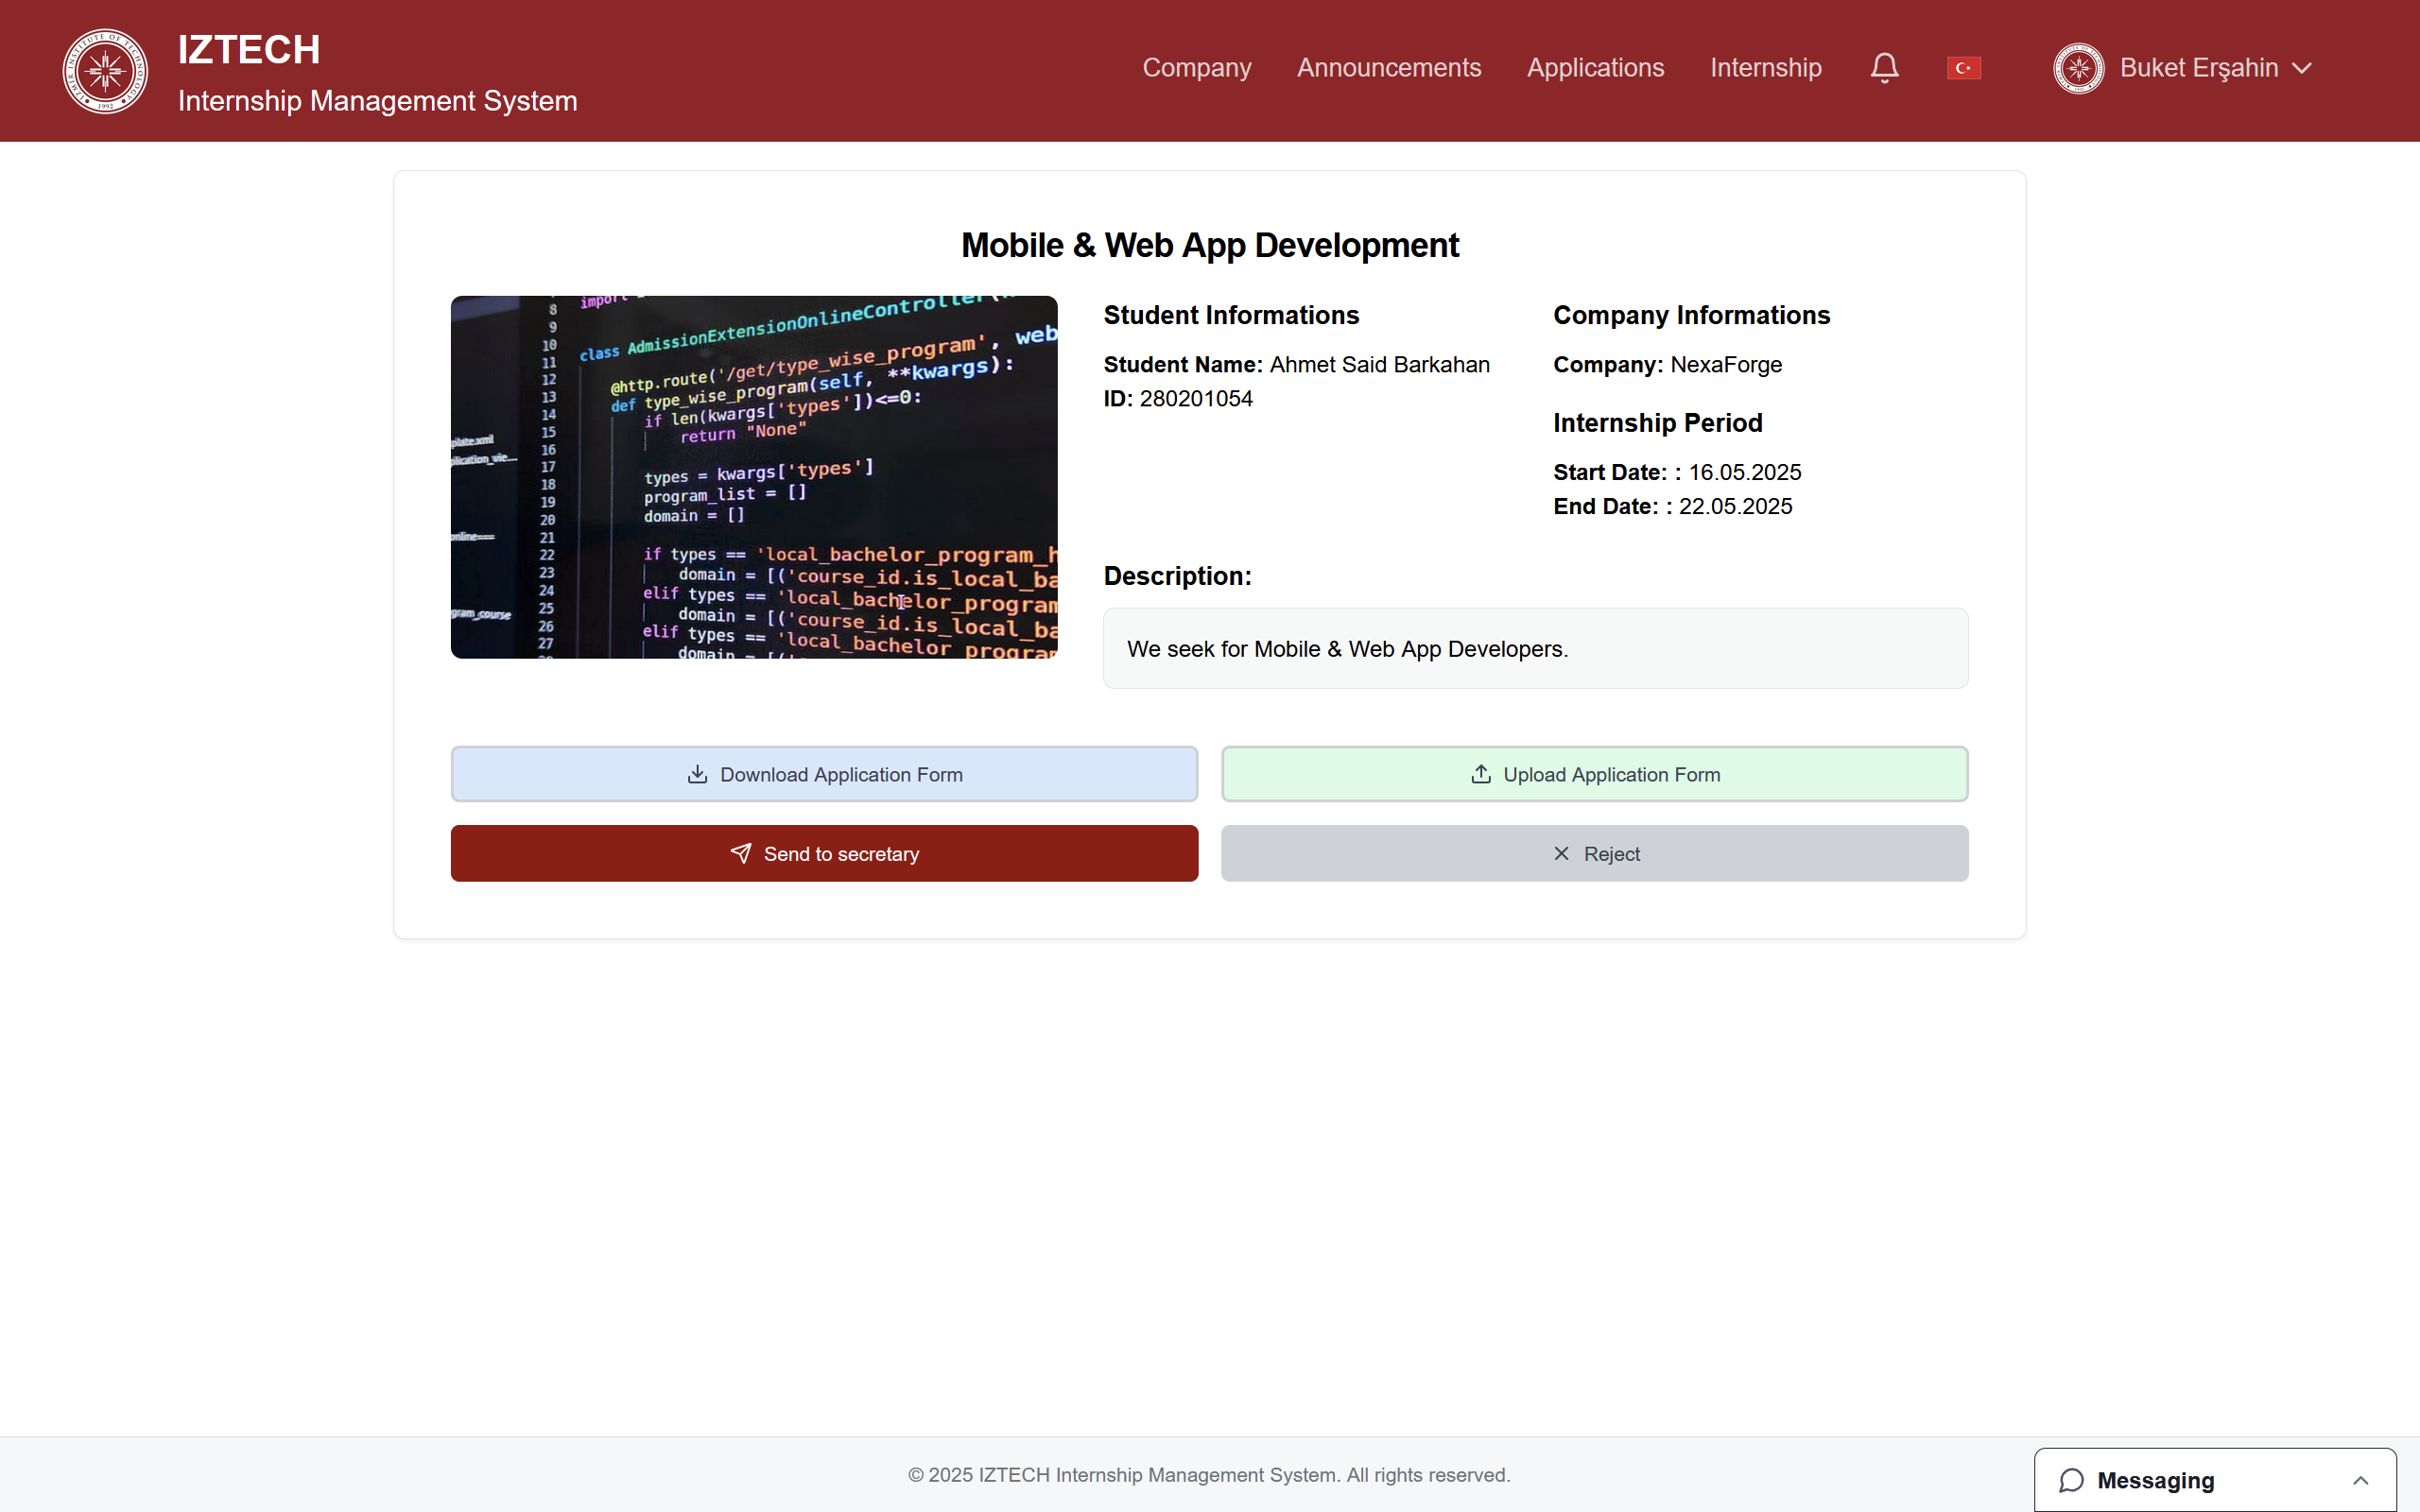 IZTECH
Internship Management System
Company
Announcements
Applications
Internship
Buket Erşahin
Mobile & Web App Development
8
9
10 class AdmissionExtensionOnlineController
11
12 @http.route('/get/type_wise_program', web
13 def type_wise_program(self, **kwargs):
14 if len(kwargs['types'])<=0:
15 return "None"
16
17 types = kwargs['types']
18 program_list = []
19 domain = []
20
21
22 if types == 'local_bachelor_program_h
23 domain = [('course_id.is_local_ba
24 elif types == 'local_bachelor_program
25 domain = [('course_id.is_local_ba
26 elif types == 'local_bachelor_program
27 domain
Student Informations
Student Name: Ahmet Said Barkahan
ID: 280201054
Company Informations
Company: NexaForge
Internship Period
Start Date: : 16.05.2025
End Date: : 22.05.2025
Description:
We seek for Mobile & Web App Developers.
Download Application Form
Upload Application Form
Send to secretary
Reject
© 2025 IZTECH Internship Management System. All rights reserved.
Messaging